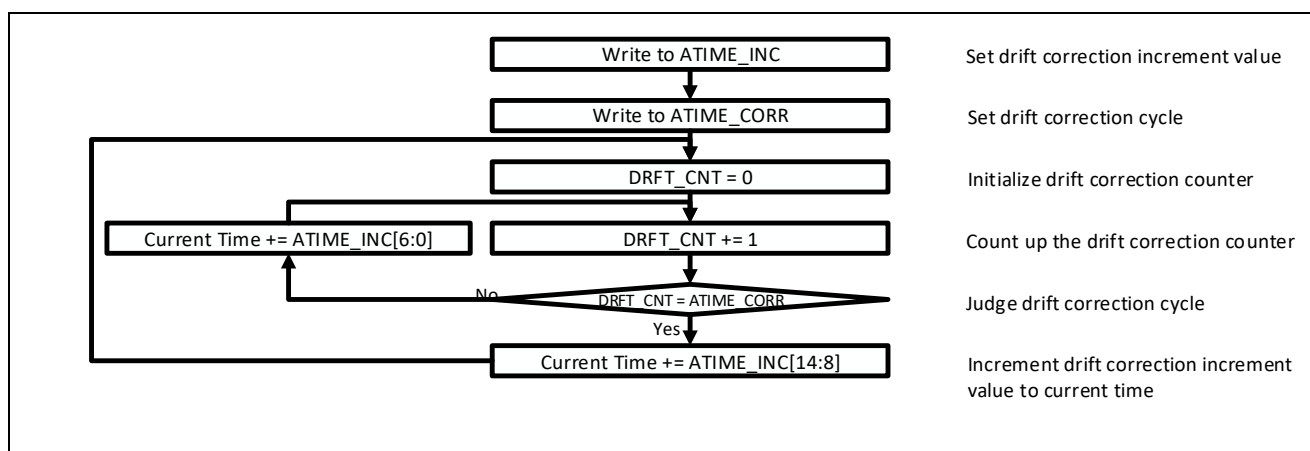 Write to ATIME_INC
Set drift correction increment value
Write to ATIME_CORR
Set drift correction cycle
DRFT_CNT = 0
Initialize drift correction counter
Current Time += ATIME_INC[6:0]
DRFT_CNT += 1
Count up the drift correction counter
No
DRFT_CNT = ATIME_CORR
Judge drift correction cycle
Yes
Current Time += ATIME_INC[14:8]
Increment drift correction increment
value to current time